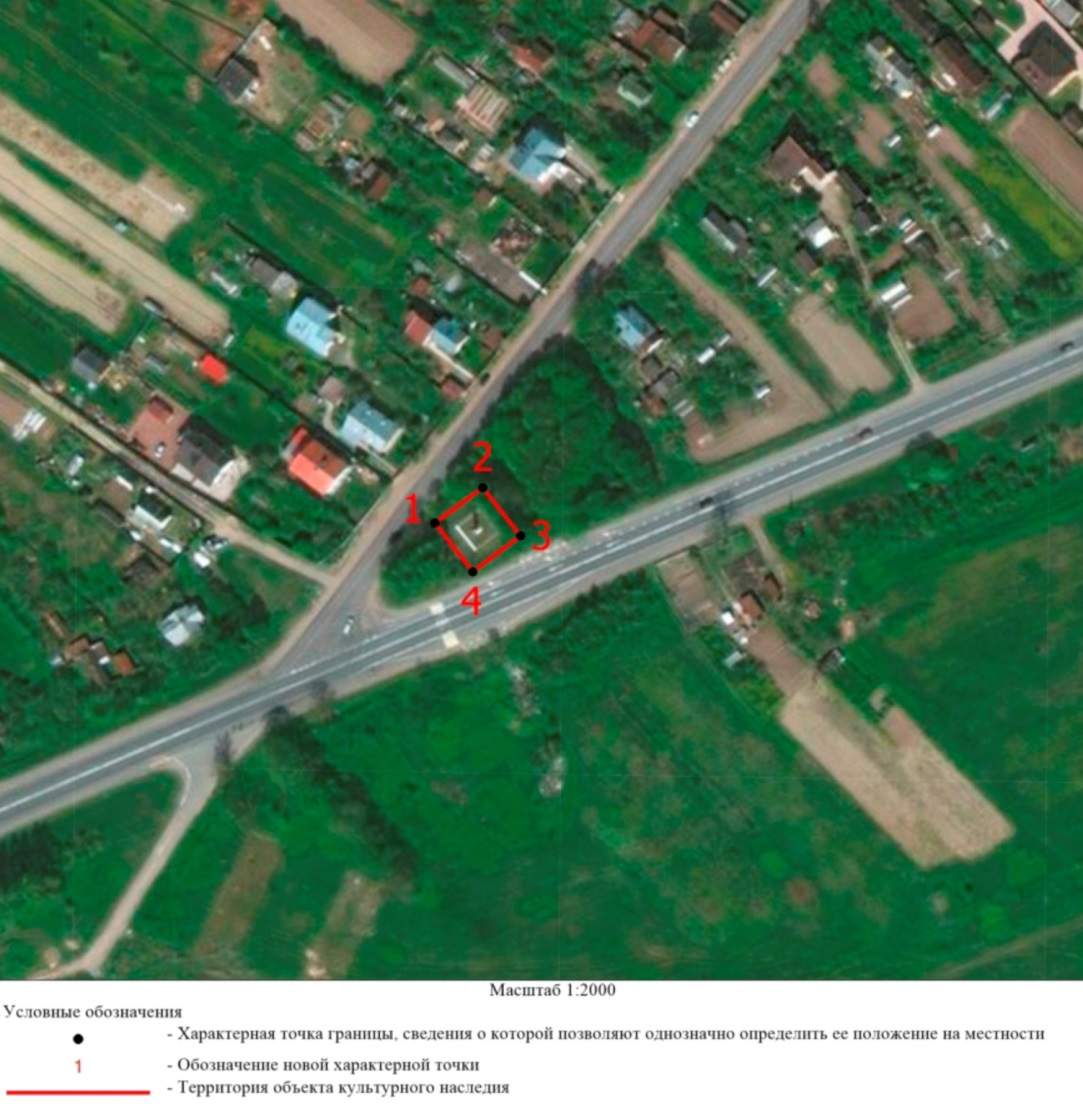 2
1
3
4
Масштаб 1:2000
Условные обозначения
- Характерная точка границы, сведения о которой позволяют однозначно определить ее положение на местности
1 - Обозначение новой характерной точки
- Территория объекта культурного наследия